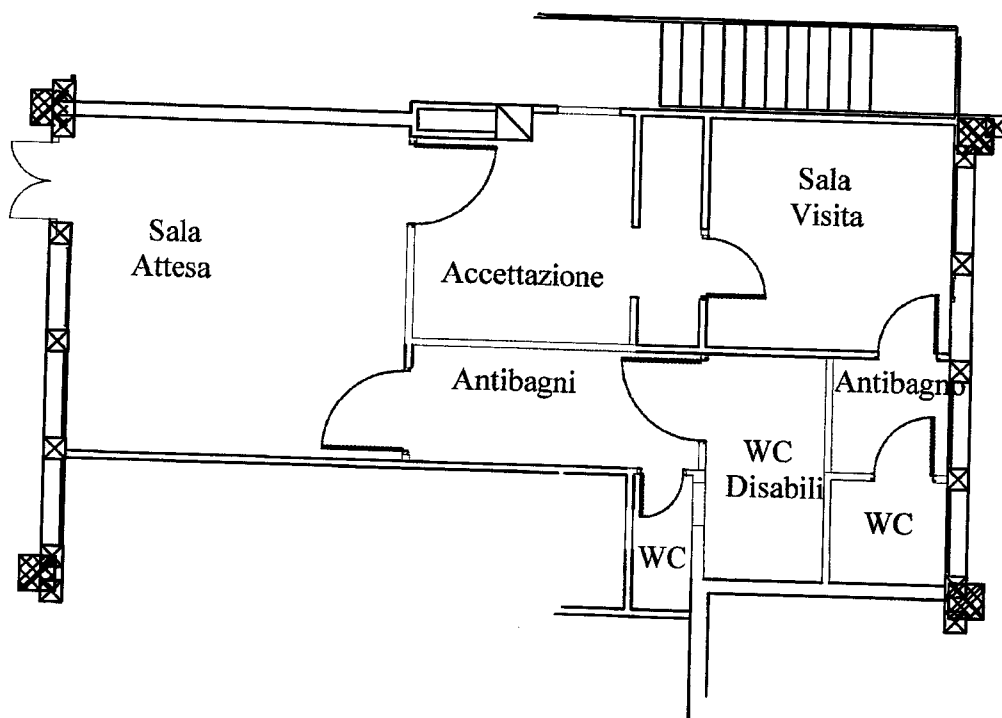 Sala
Visita
Sala
Attesa
Accettazione
Antibagni
Antibagno
WC
Disabili
WC
WC